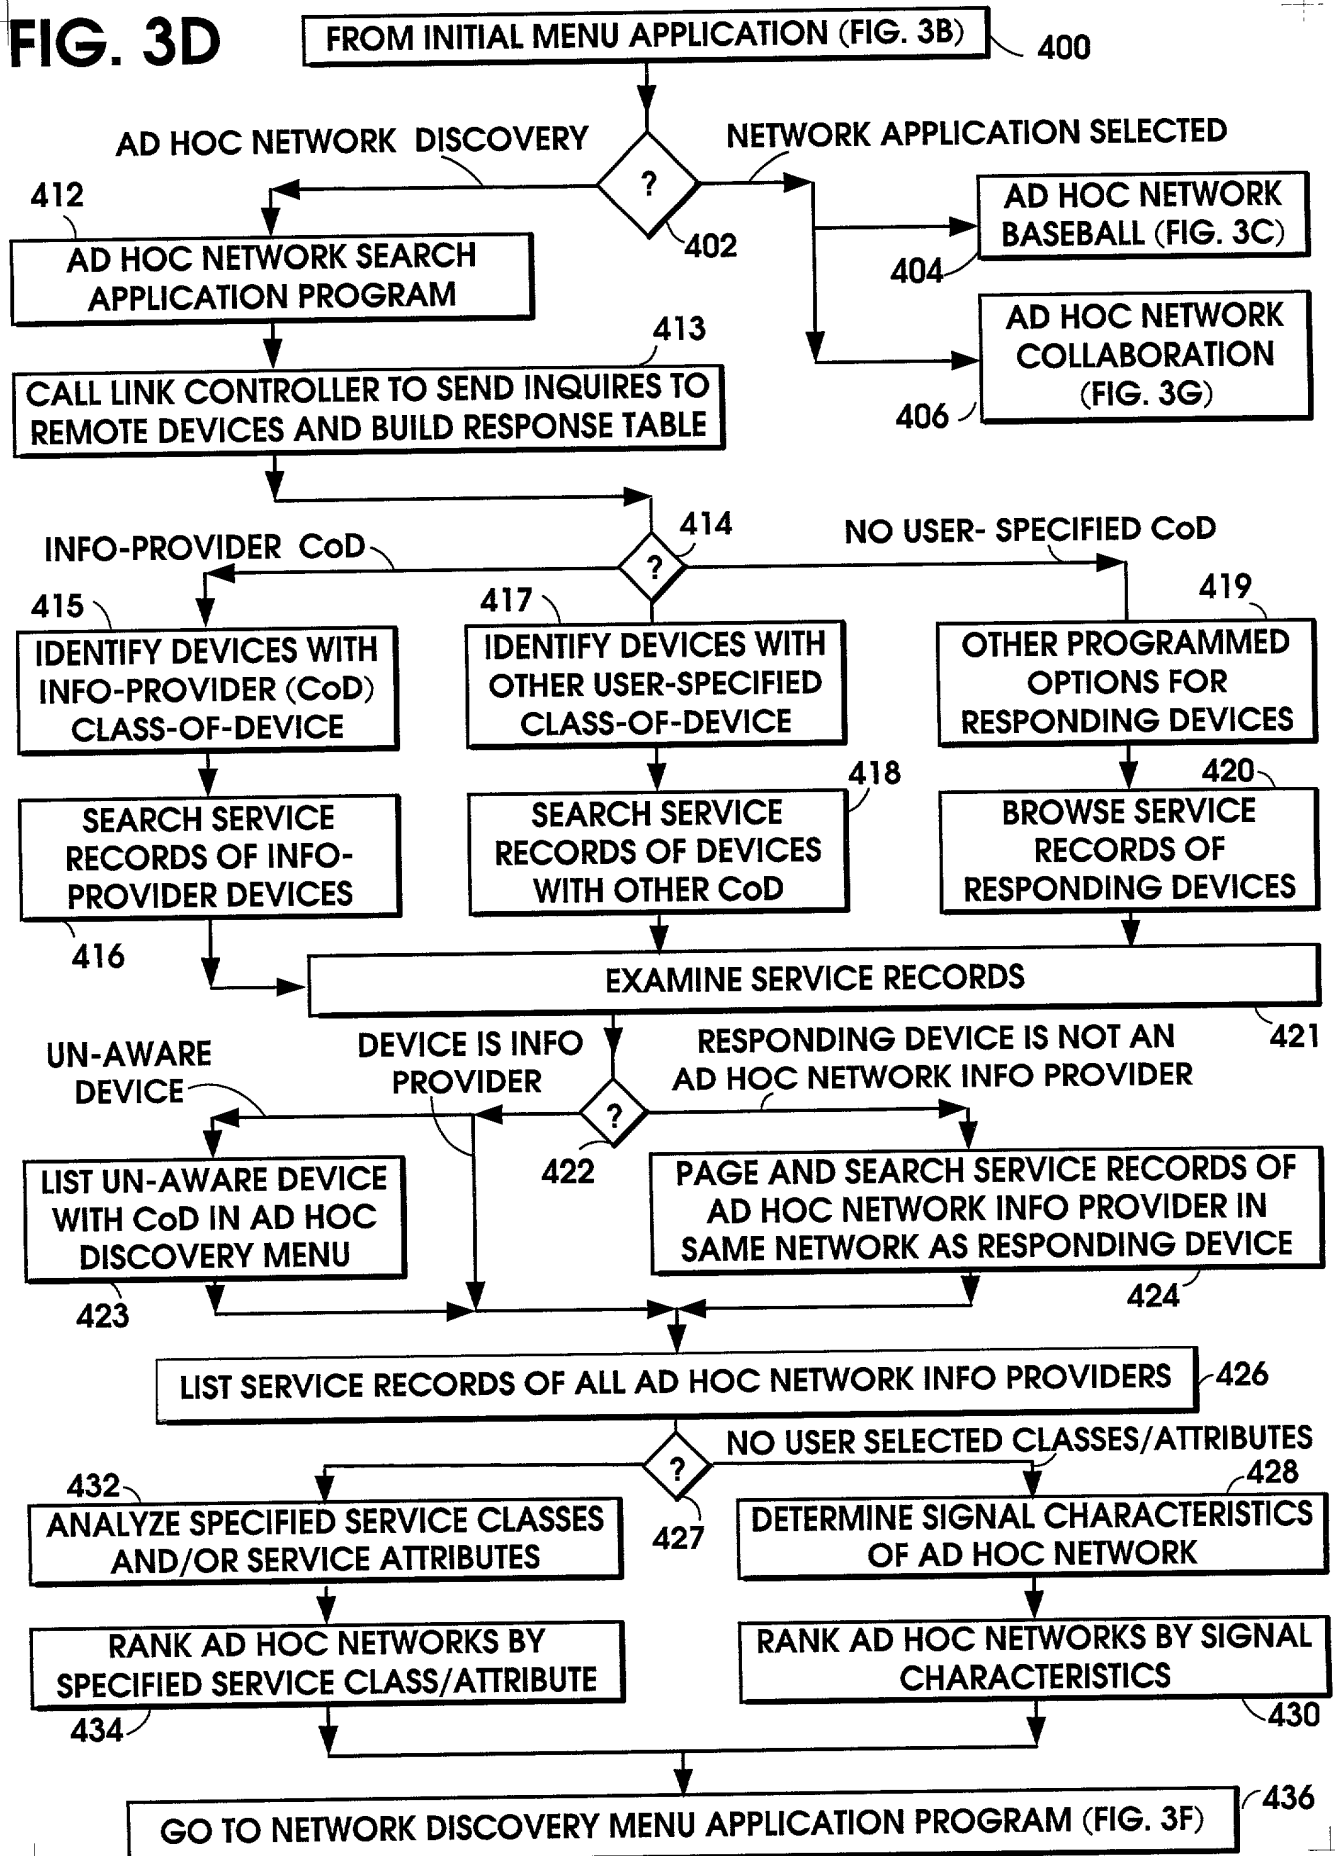 FIG. 3D
FROM INITIAL MENU APPLICATION (FIG. 3B)
400
AD HOC NETWORK DISCOVERY
NETWORK APPLICATION SELECTED
?
402
412
AD HOC NETWORK SEARCH
APPLICATION PROGRAM
AD HOC NETWORK
BASEBALL (FIG. 3C)
404
AD HOC NETWORK
COLLABORATION
(FIG. 3G)
406
413
CALL LINK CONTROLLER TO SEND INQUIRES TO
REMOTE DEVICES AND BUILD RESPONSE TABLE
414
?
INFO-PROVIDER CoD
NO USER- SPECIFIED CoD
415
IDENTIFY DEVICES WITH
INFO-PROVIDER (CoD)
CLASS-OF-DEVICE
417
IDENTIFY DEVICES WITH
OTHER USER-SPECIFIED
CLASS-OF-DEVICE
419
OTHER PROGRAMMED
OPTIONS FOR
RESPONDING DEVICES
SEARCH SERVICE
RECORDS OF INFO-
PROVIDER DEVICES
416
418
SEARCH SERVICE
RECORDS OF DEVICES
WITH OTHER CoD
420
BROWSE SERVICE
RECORDS OF
RESPONDING DEVICES
EXAMINE SERVICE RECORDS
421
UN-AWARE
DEVICE
DEVICE IS INFO
PROVIDER
RESPONDING DEVICE IS NOT AN
AD HOC NETWORK INFO PROVIDER
?
422
LIST UN-AWARE DEVICE
WITH CoD IN AD HOC
DISCOVERY MENU
423
PAGE AND SEARCH SERVICE RECORDS OF
AD HOC NETWORK INFO PROVIDER IN
SAME NETWORK AS RESPONDING DEVICE
424
LIST SERVICE RECORDS OF ALL AD HOC NETWORK INFO PROVIDERS
426
?
427
NO USER SELECTED CLASSES/ATTRIBUTES
432
ANALYZE SPECIFIED SERVICE CLASSES
AND/OR SERVICE ATTRIBUTES
428
DETERMINE SIGNAL CHARACTERISTICS
OF AD HOC NETWORK
RANK AD HOC NETWORKS BY
SPECIFIED SERVICE CLASS/ATTRIBUTE
434
RANK AD HOC NETWORKS BY SIGNAL
CHARACTERISTICS
430
GO TO NETWORK DISCOVERY MENU APPLICATION PROGRAM (FIG. 3F)
436